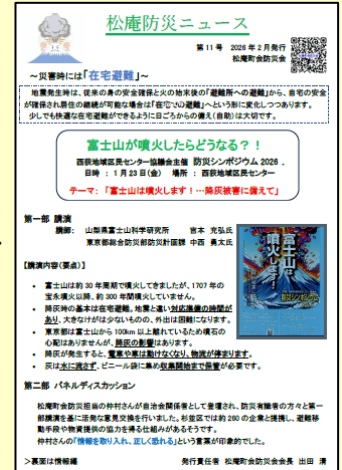 松庵防災ニュース
第11号 2026年2月発行
松庵町会防災会
～災害時には「在宅避難」～
地震発生時は、従来の身の安全確保と火の始末後の「避難所への避難」から、自宅の安全
が確保され居住の継続が可能な場合は「在宅での避難」へという形に変化しつつあります。
少しでも快適な在宅避難ができるように日ごろからの備え(自助)は大切です。
富士山が噴火したらどうなる?!
西荻地域区民センター協議会主催 防災シンポジウム 2026 .
日時 : 1月23日(金) 場所 : 西荻地域区民センター
テーマ:「富士山は噴火します!…降灰被害に備えて」
第一部 講演
講師: 山梨県富士山科学研究所 吉本 充弘氏
東京都総合防災部防災計画課 中西 勇太氏
【講演内容(要点)】
• 富士山は約30年周期で噴火してきましたが、1707年の
宝永噴火以降、約300年間噴火していません。
• 降灰時の基本は在宅避難。地震と違い対応準備の時間が
あり、大きなけがは少ないものの、外出は困難になります。
• 東京都は富士山から100km以上離れているため噴石の
心配はありませんが、降灰の影響はあります。
• 降灰が発生すると、電車や車は動けなくなり、物流が停まります。
• 灰は水に流さず、ビニール袋に集め収集開始まで保管が必要です。
富士山は噴火します!
防災シンポジウム
第二部 パネルディスカッション
松庵町会防災担当の仲村さんが自治会関係者として登壇され、防災有識者の方々と第一
部講演を基に活発な意見交換を行いました。杉並区では約280の企業と提携し、避難移
動手段や物資提供の協力を得る仕組みがあるそうです。
仲村さんの「情報を取り入れ、正しく恐れる」という言葉が印象的でした。
>裏面は情報編 発行責任者 松庵町会防災会会長 出田 清